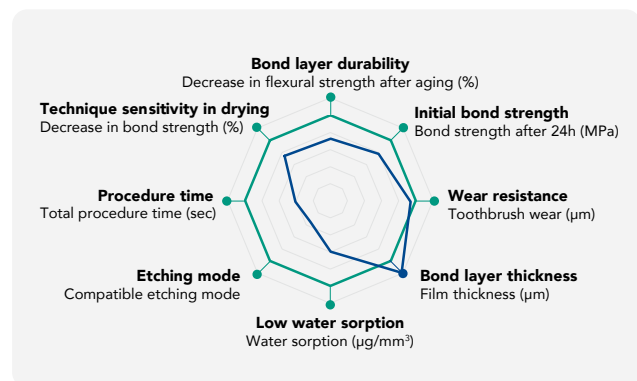 Bond layer durability
Decrease in flexural strength after aging (%)
Technique sensitivity in drying
Decrease in bond strength (%)
Initial bond strength
Bond strength after 24h (MPa)
Procedure time
Total procedure time (sec)
Wear resistance
Toothbrush wear (μm)
Etching mode
Compatible etching mode
Bond layer thickness
Film thickness (μm)
Low water sorption
Water sorption (μg/mm³)